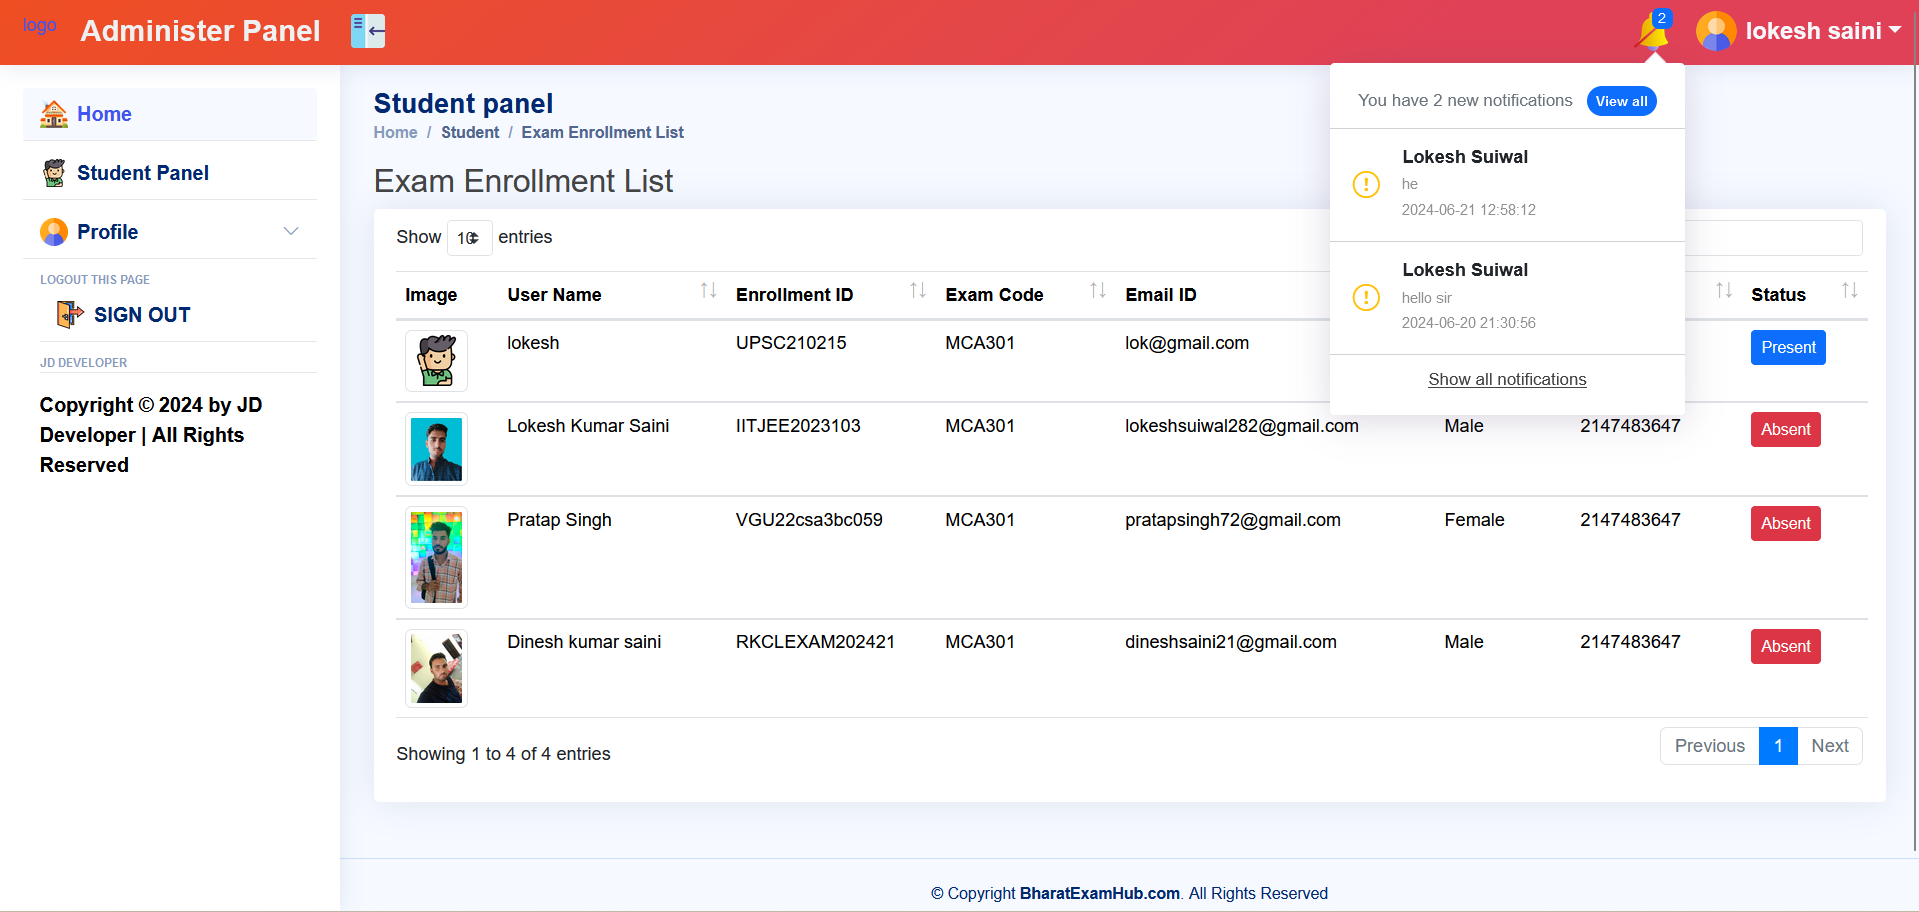 logo
Administer Panel
2
lokesh saini
Home
Student Panel
Profile
LOGOUT THIS PAGE
SIGN OUT
JD DEVELOPER
Copyright © 2024 by JD
Developer | All Rights
Reserved
Student panel
Home / Student / Exam Enrollment List
Exam Enrollment List
Show 10 entries
Image User Name Enrollment ID Exam Code Email ID Status
lokesh UPSC210215 MCA301 lok@gmail.com Present
Lokesh Kumar Saini IITJEE2023103 MCA301 lokeshsuiwal282@gmail.com Male 2147483647 Absent
Pratap Singh VGU22csa3bc059 MCA301 pratapsingh72@gmail.com Female 2147483647 Absent
Dinesh kumar saini RKCLEXAM202421 MCA301 dineshsaini21@gmail.com Male 2147483647 Absent
Showing 1 to 4 of 4 entries
Previous 1 Next
You have 2 new notifications View all
Lokesh Suiwal
he
2024-06-21 12:58:12
Lokesh Suiwal
hello sir
2024-06-20 21:30:56
Show all notifications
© Copyright BharatExamHub.com. All Rights Reserved